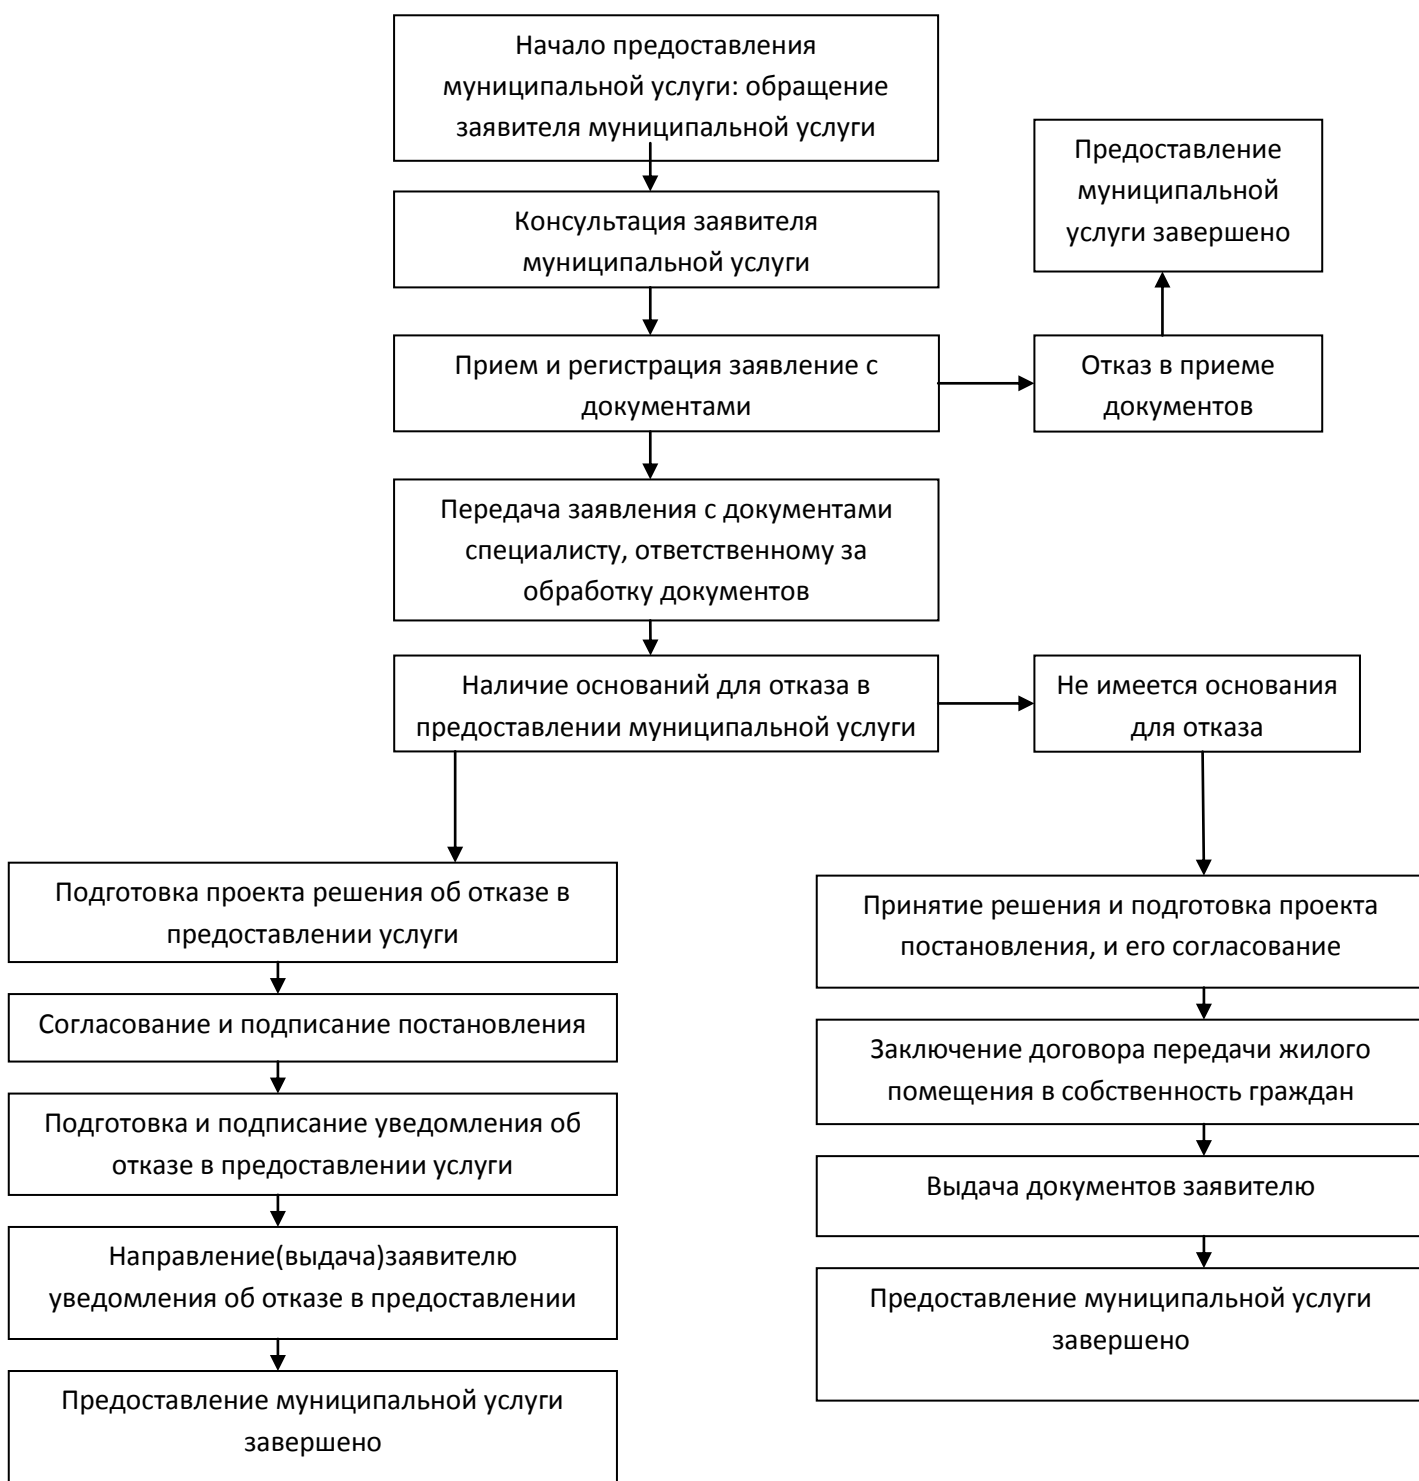 Начало предоставления
муниципальной услуги: обращение
заявителя муниципальной услуги
Предоставление
муниципальной
услуги завершено
Консультация заявителя
муниципальной услуги
Прием и регистрация заявление с
документами
Отказ в приеме
документов
Передача заявления с документами
специалисту, ответственному за
обработку документов
Наличие оснований для отказа в
предоставлении муниципальной услуги
Не имеется основания
для отказа
Подготовка проекта решения об отказе в
предоставлении услуги
Согласование и подписание постановления
Подготовка и подписание уведомления об
отказе в предоставлении услуги
Направление(выдача)заявителю
уведомления об отказе в предоставлении
Предоставление муниципальной услуги
завершено
Принятие решения и подготовка проекта
постановления, и его согласование
Заключение договора передачи жилого
помещения в собственность граждан
Выдача документов заявителю
Предоставление муниципальной услуги
завершено